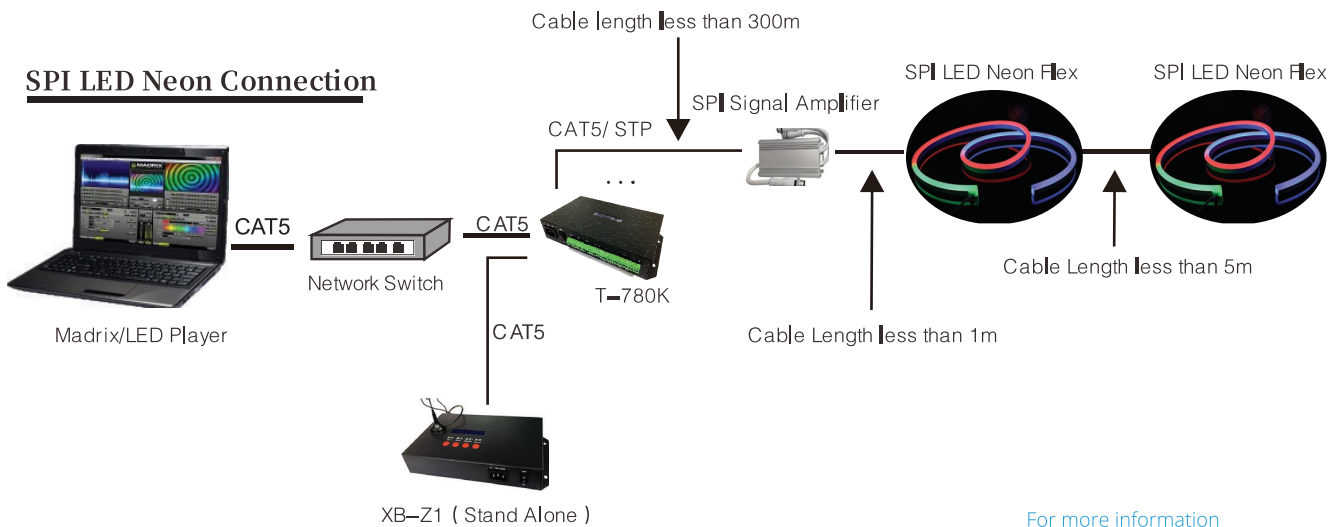 Cable length less than 300m
SPI LED Neon Connection
SPI LED Neon Flex
SPI LED Neon Flex
SPI Signal Amplifier
CAT5/ STP
...
MADRIX
CAT5
CAT5
Network Switch
T-780K
Cable Length less than 5m
Madrix/LED Player
CAT5
Cable Length less than 1m
XB-Z1 ( Stand Alone )
For more information